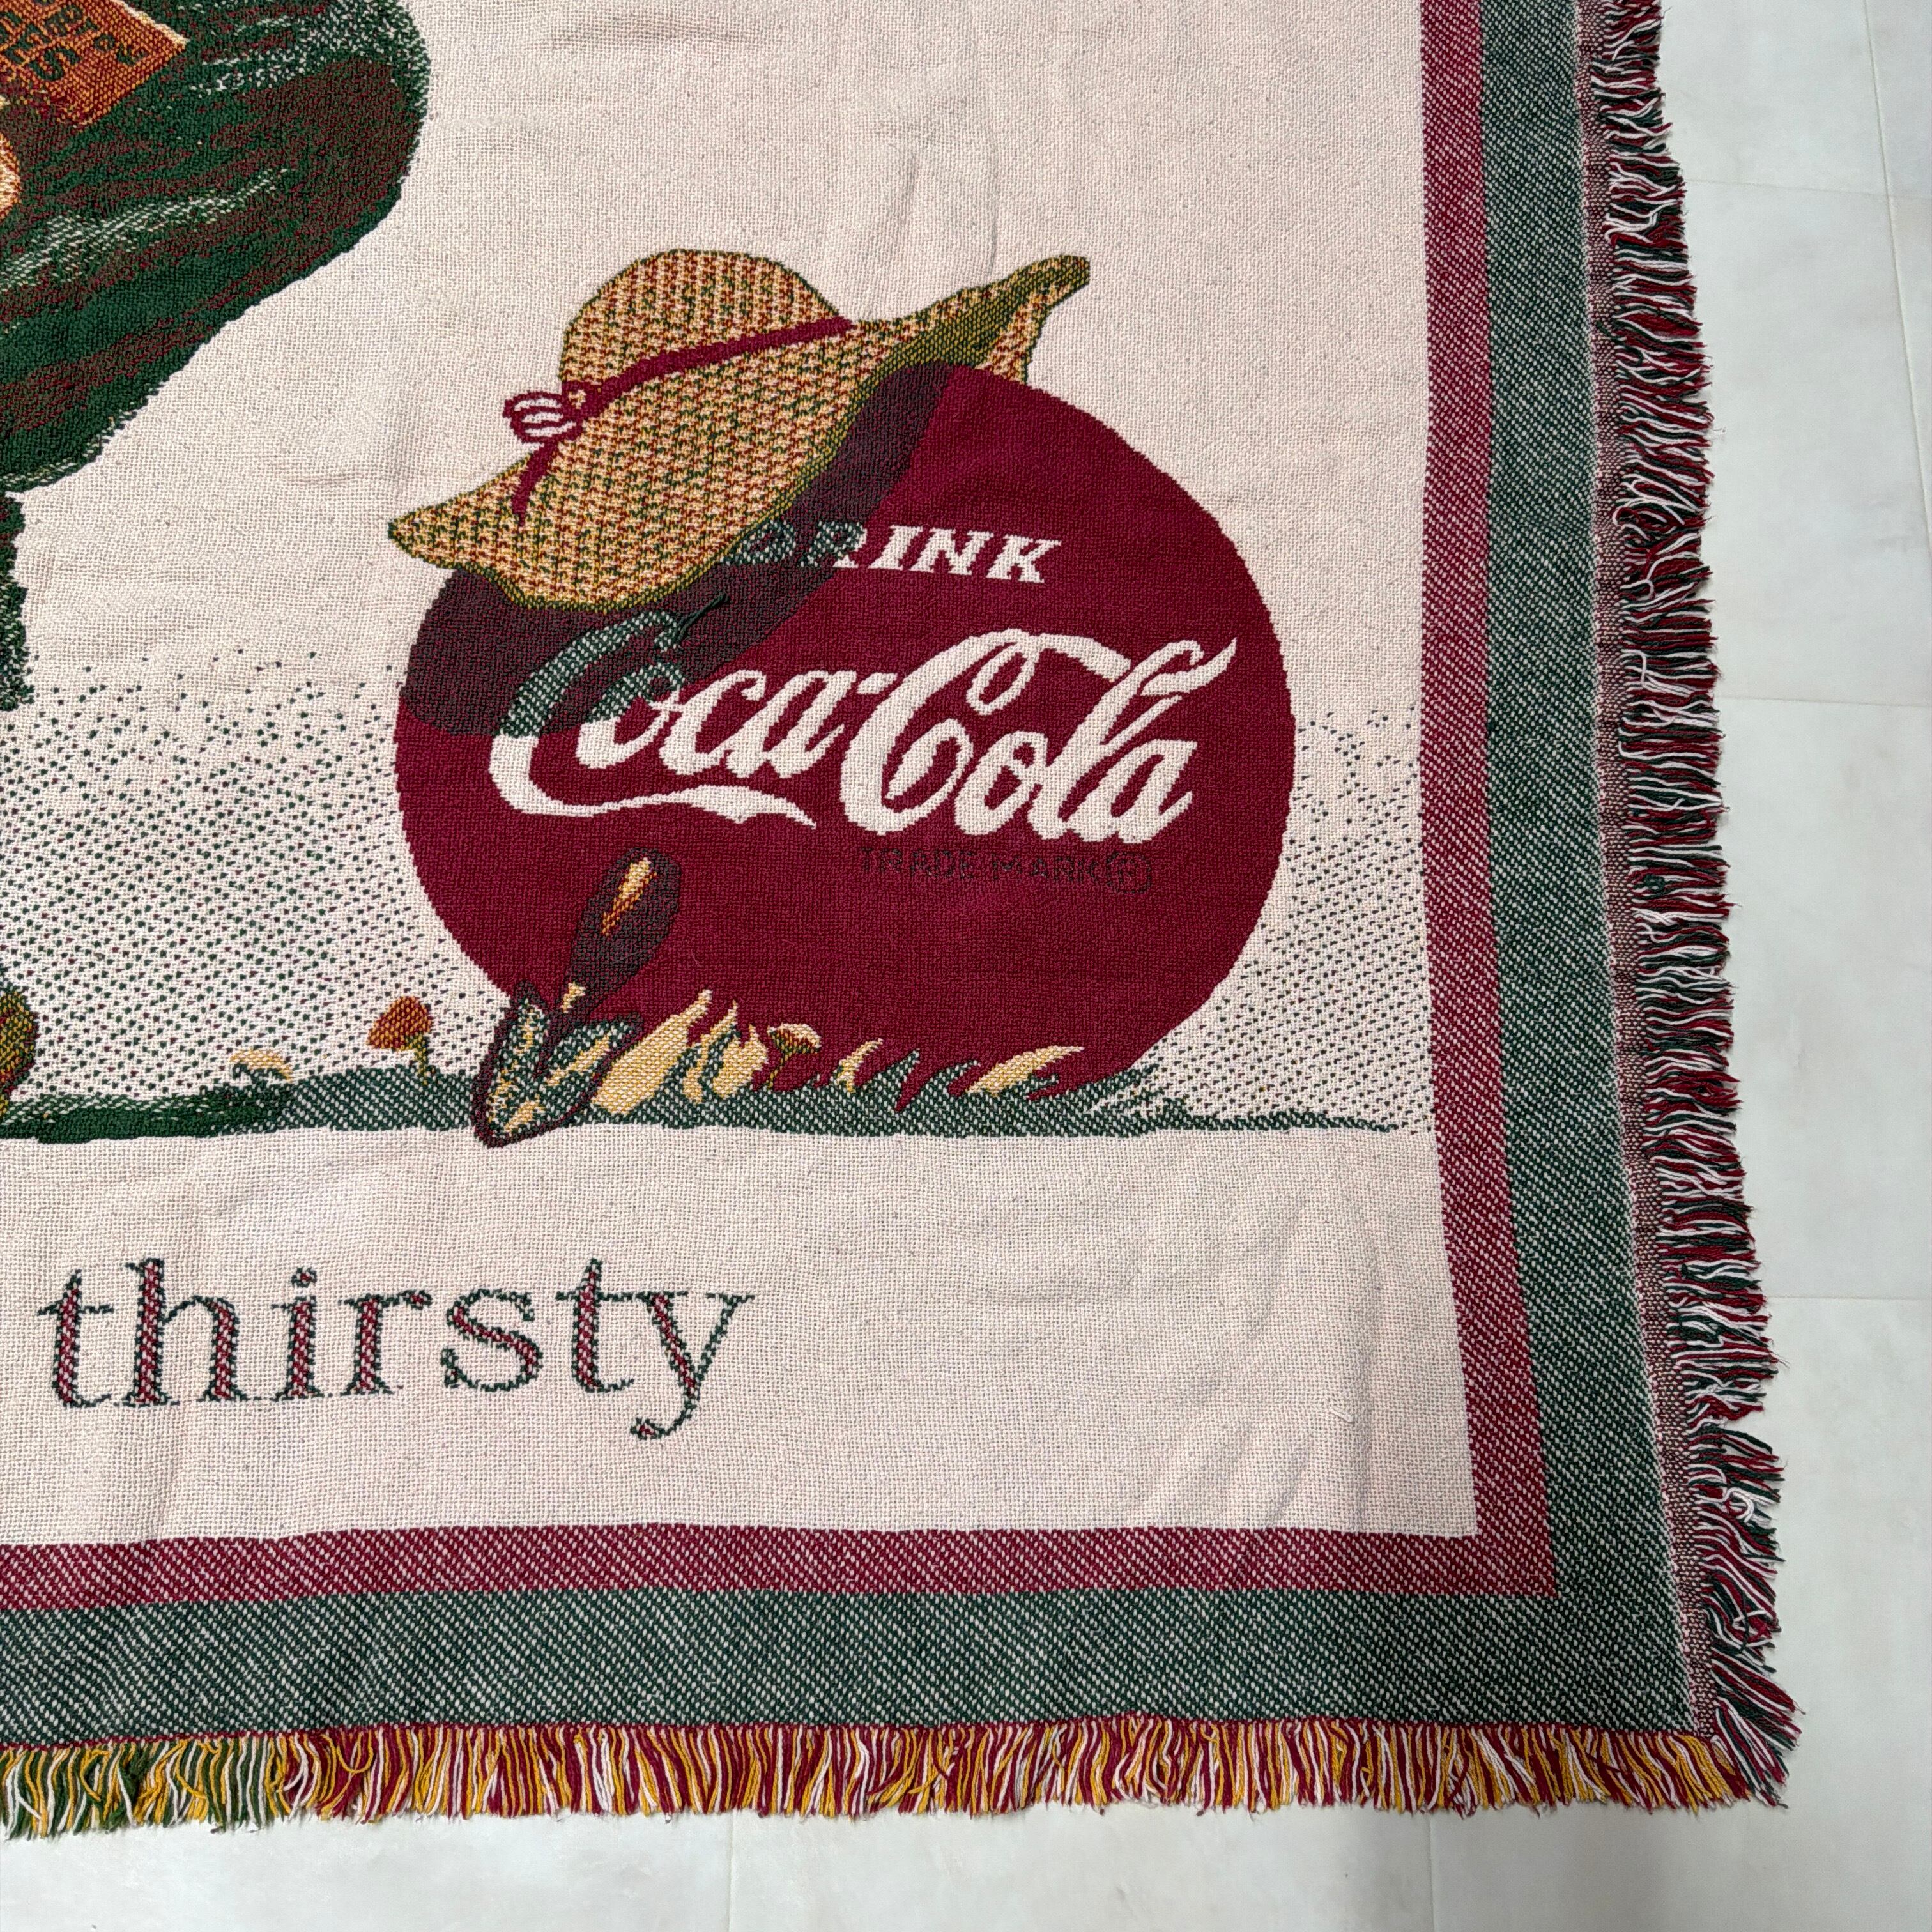 DRINK
Coca-Cola
TRADE MARK®
thirsty